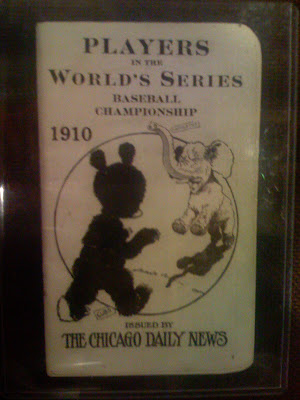 PLAYERS
IN THE
WORLD'S SERIES
BASEBALL
CHAMPIONSHIP
1910
ISSUED BY
THE CHICAGO DAILY NEWS